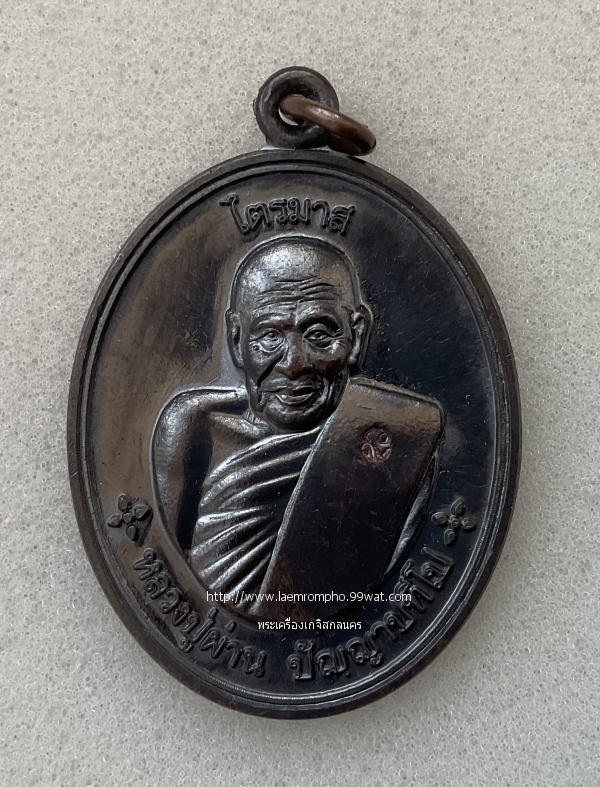 ไตรมาส
หลวงปู่ผ่าน ปัญญาปทีโป
http://www.laemrompho.99wat.com
พระเครื่องเกจิสกลนคร